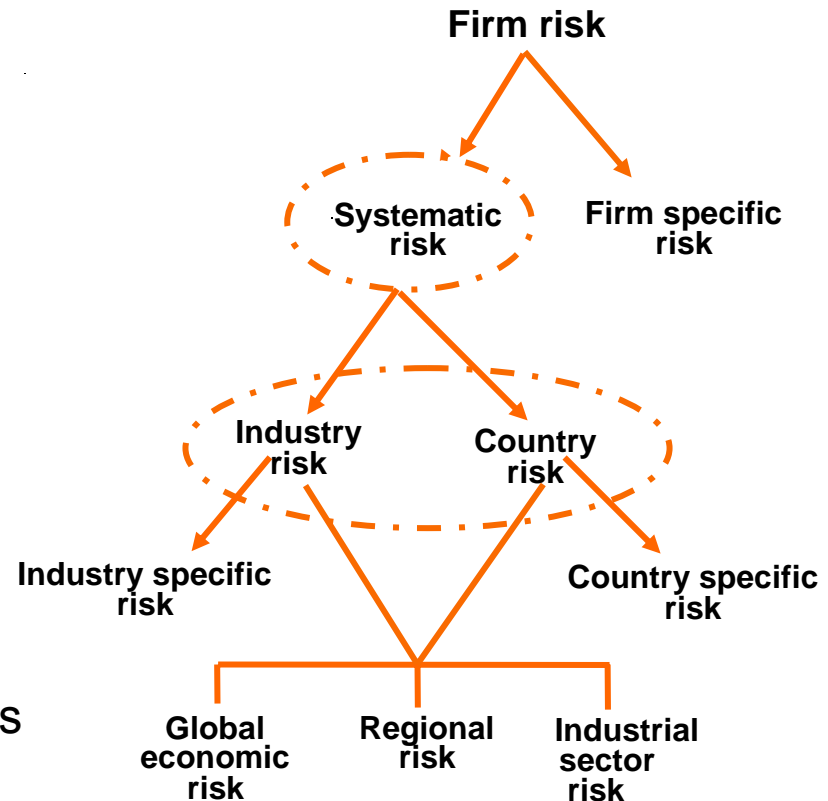 Firm risk
Systematic
risk
Firm specific
risk
Industry
risk
Country
risk
Industry specific
risk
Country specific
risk
s
Global
economic
risk
Regional
risk
Industrial
sector
risk